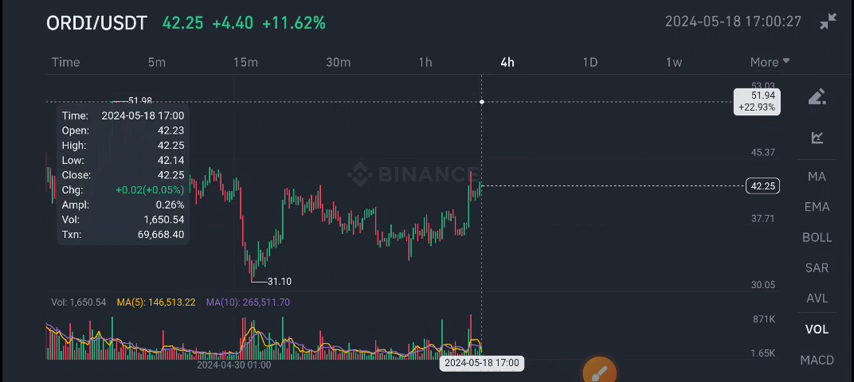 ORDI/USDT 42.25 +4.40 +11.62% 2024-05-18 17:00:27
Time 5m 15m 30m 1h 4h 1D 1w More
53.03
51.94
+22.93%
51.98
Time: 2024-05-18 17:00
Open: 42.23
High: 42.25
Low: 42.14
Close: 42.25
Chg: +0.02(+0.05%)
Ampl: 0.26%
Vol: 1,650.54
Txn: 69,668.40
BINANCE
45.37
42.25
37.71
31.10
30.05
MA
EMA
BOLL
SAR
AVL
VOL
MACD
Vol: 1,650.54 MA(5): 146,513.22 MA(10): 265,511.70
871K
1.65K
2024-04-30 01:00
2024-05-18 17:00